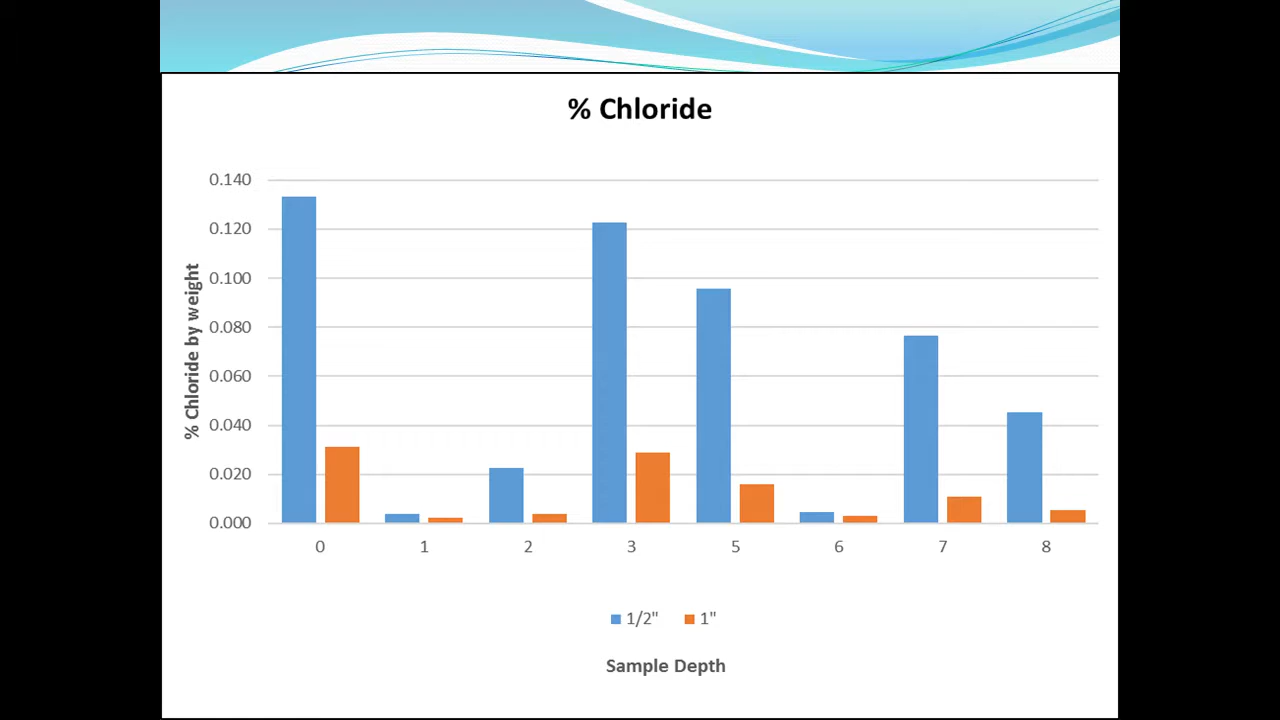 % Chloride
% Chloride by weight
0.140
0.120
0.100
0.080
0.060
0.040
0.020
0.000
0 1 2 3 5 6 7 8
1/2" 1"
Sample Depth